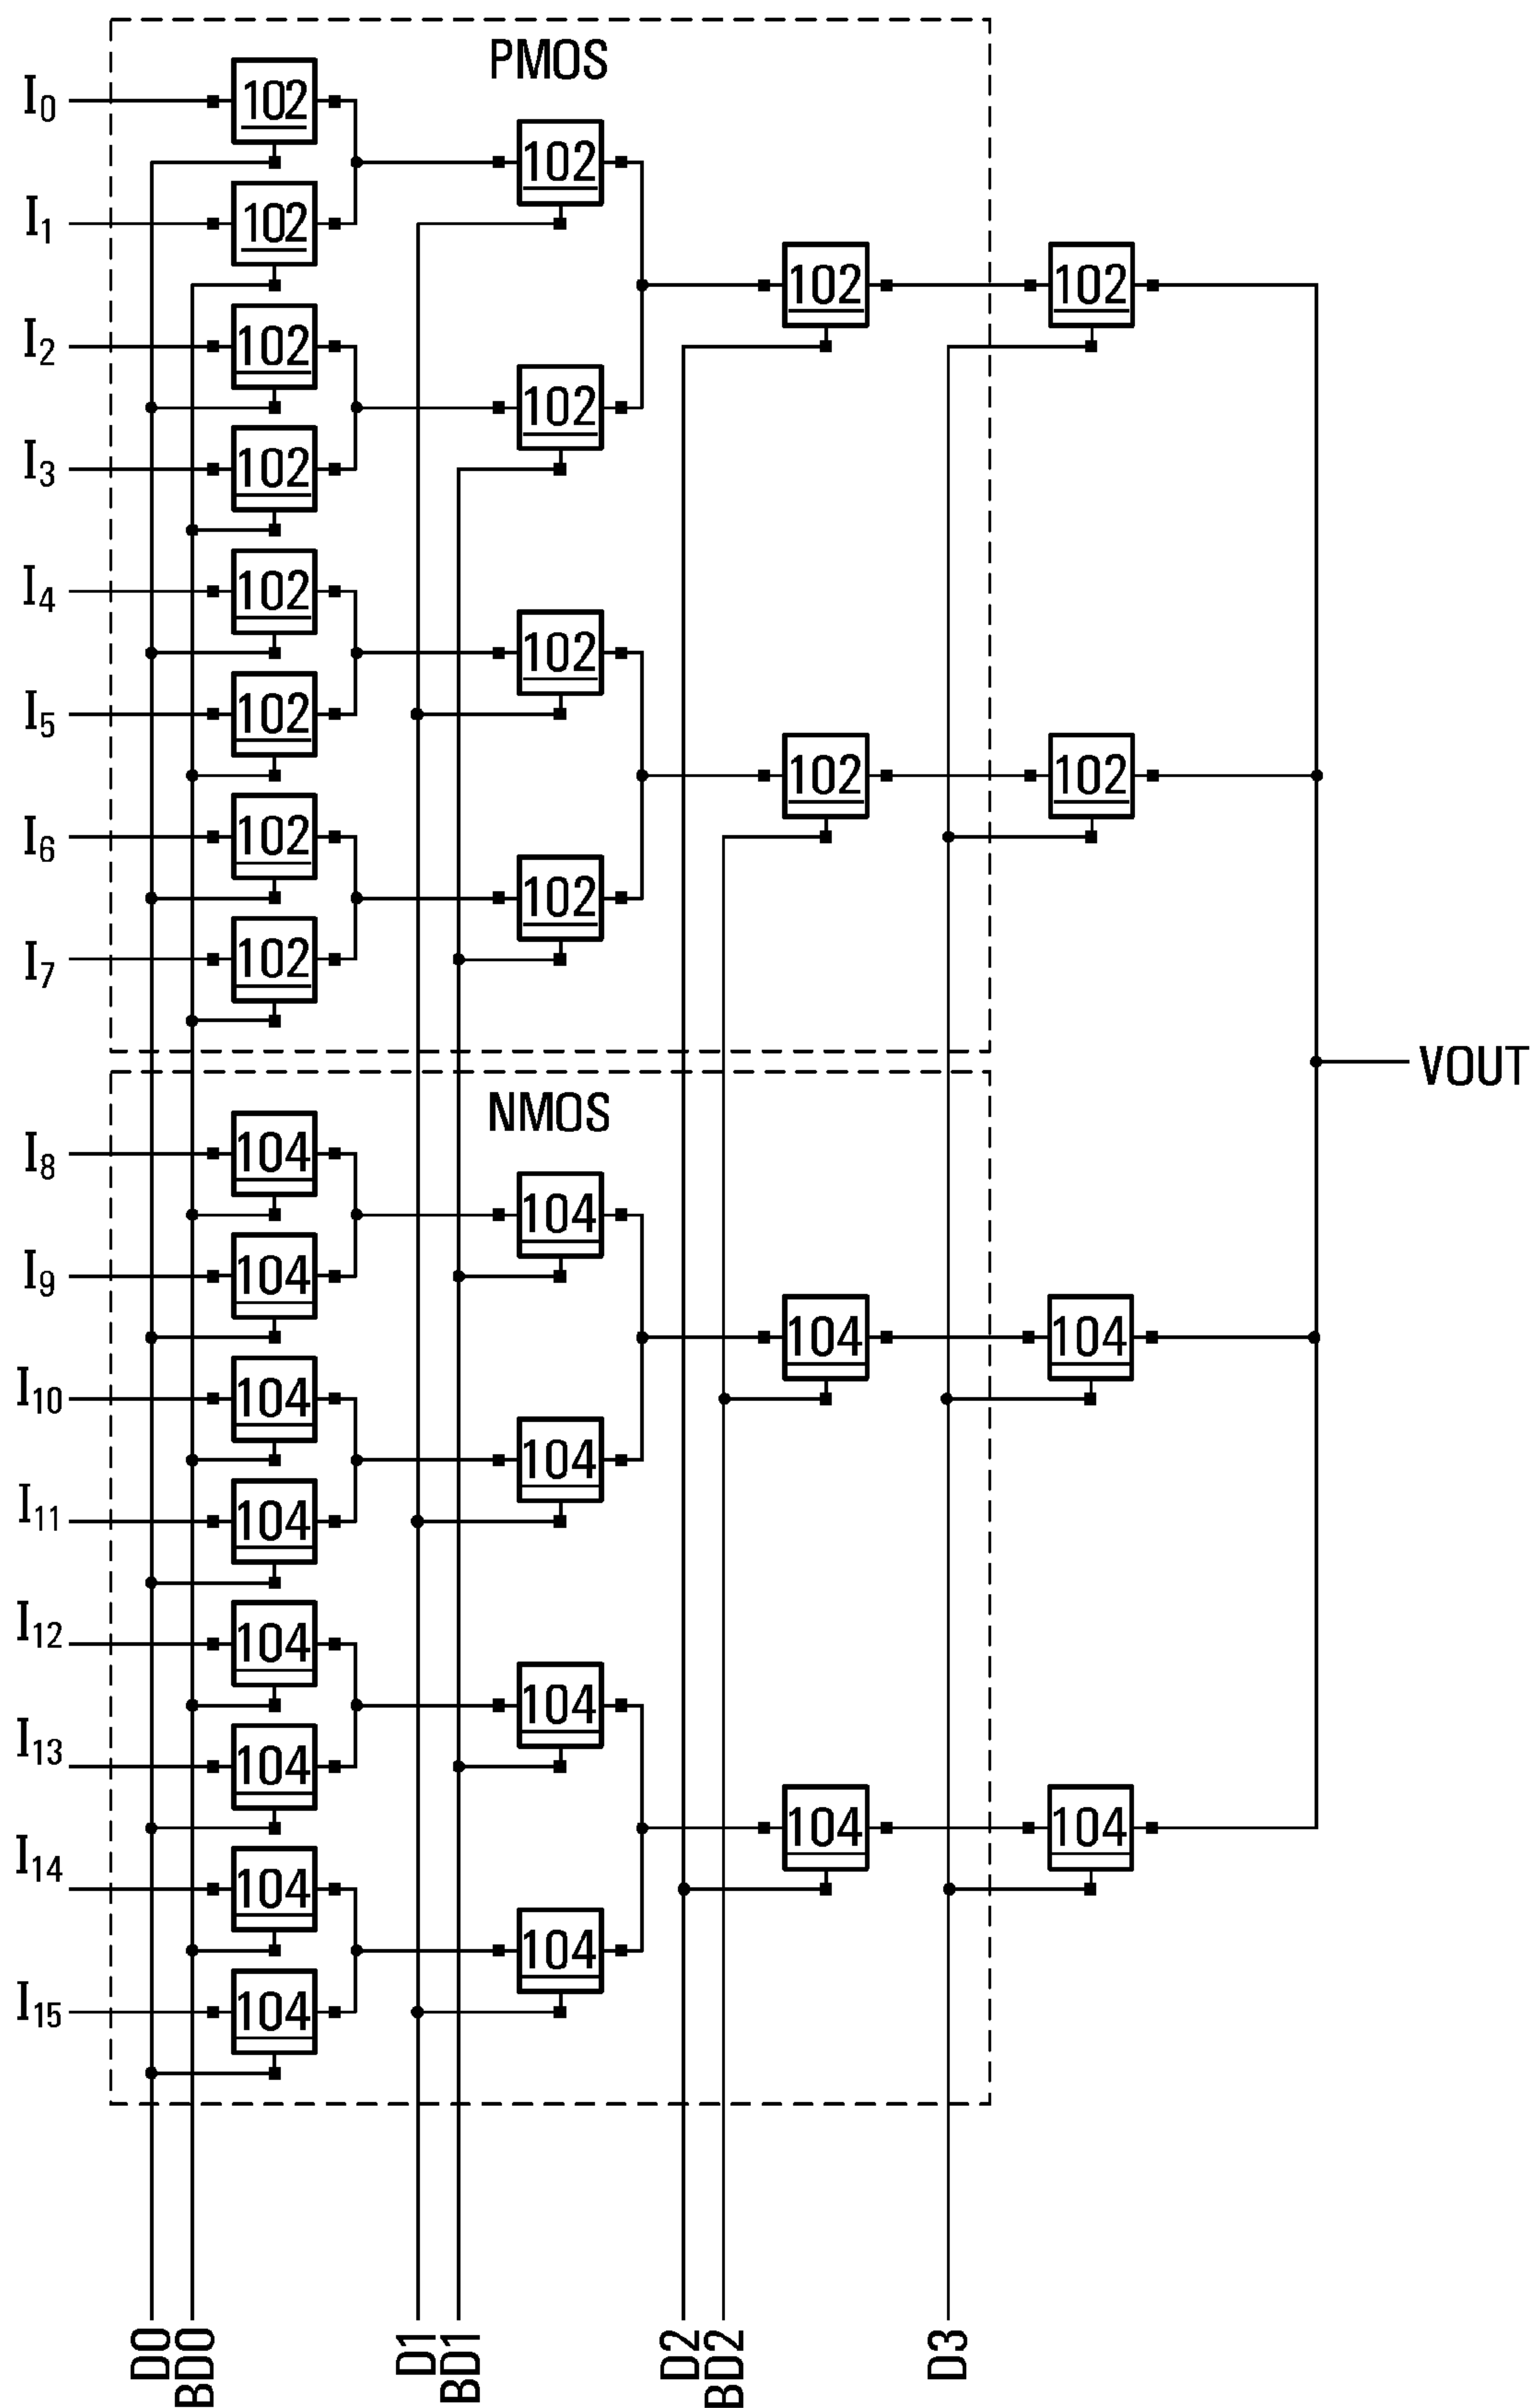 PMOS
I0 102
102
I1 102
102 102
I2 102
102
I3 102
I4 102
102
I5 102
102 102
I6 102
102
I7 102
VOUT
NMOS
I8 104
104
I9 104
104 104
I10 104
104
I11 104
I12 104
104
I13 104
104 104
I14 104
104
I15 104
D0
BD0
D1
BD1
D2
BD2
D3